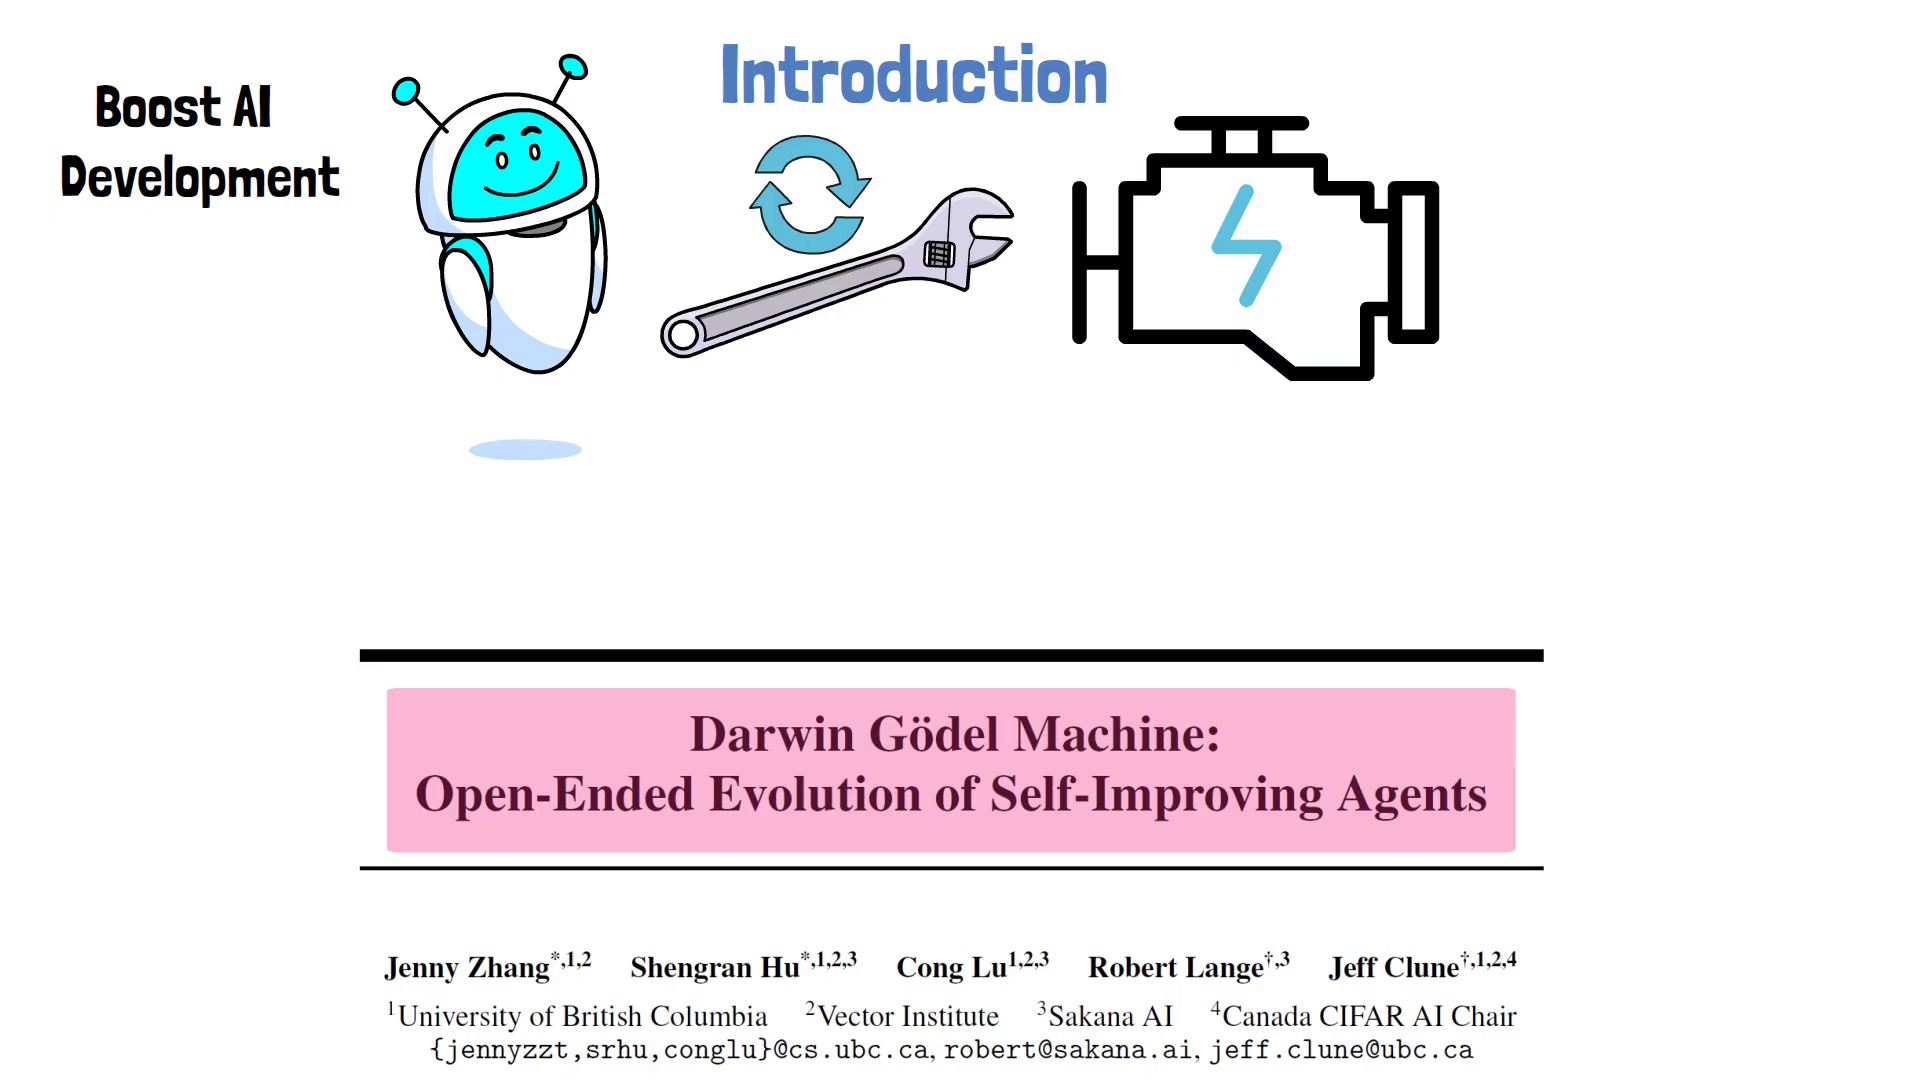 Introduction
Boost AI
Development
Darwin Gödel Machine:
Open-Ended Evolution of Self-Improving Agents
Jenny Zhang*,1,2 Shengran Hu*,1,2,3 Cong Lu1,2,3 Robert Lange†,3 Jeff Clune†,1,2,4
1University of British Columbia 2Vector Institute 3Sakana AI 4Canada CIFAR AI Chair
{jennyzzt,srhu,conglu}@cs.ubc.ca, robert@sakana.ai, jeff.clune@ubc.ca